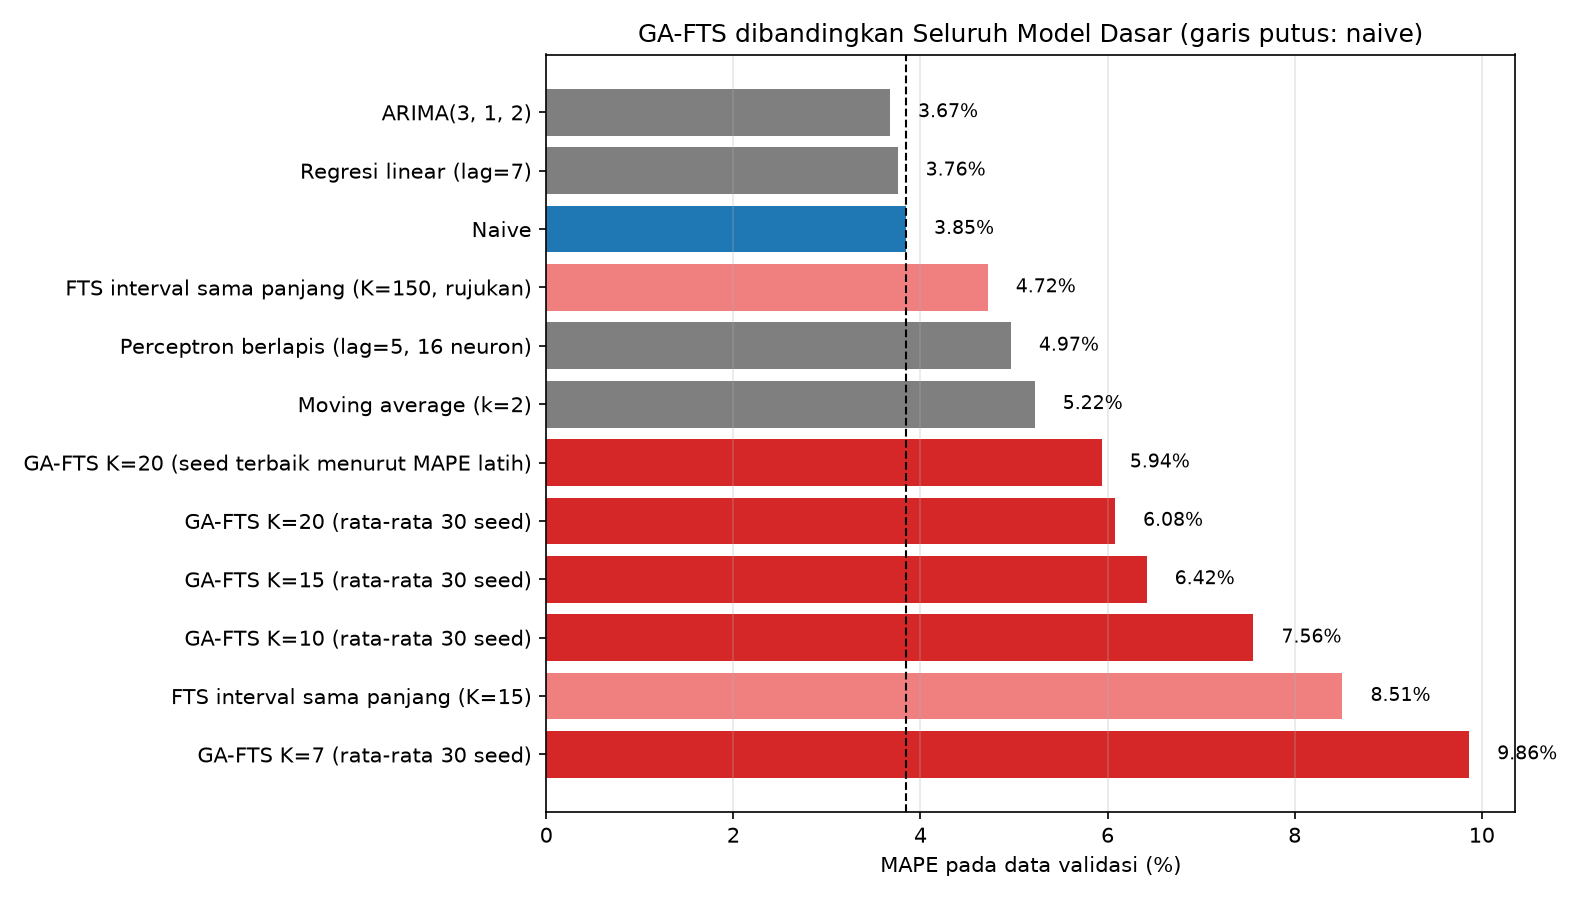 GA-FTS dibandingkan Seluruh Model Dasar (garis putus: naive)
ARIMA(3, 1, 2) 3.67%
Regresi linear (lag=7) 3.76%
Naive 3.85%
FTS interval sama panjang (K=150, rujukan) 4.72%
Perceptron berlapis (lag=5, 16 neuron) 4.97%
Moving average (k=2) 5.22%
GA-FTS K=20 (seed terbaik menurut MAPE latih) 5.94%
GA-FTS K=20 (rata-rata 30 seed) 6.08%
GA-FTS K=15 (rata-rata 30 seed) 6.42%
GA-FTS K=10 (rata-rata 30 seed) 7.56%
FTS interval sama panjang (K=15) 8.51%
GA-FTS K=7 (rata-rata 30 seed) 9.86%
0 2 4 6 8 10
MAPE pada data validasi (%)